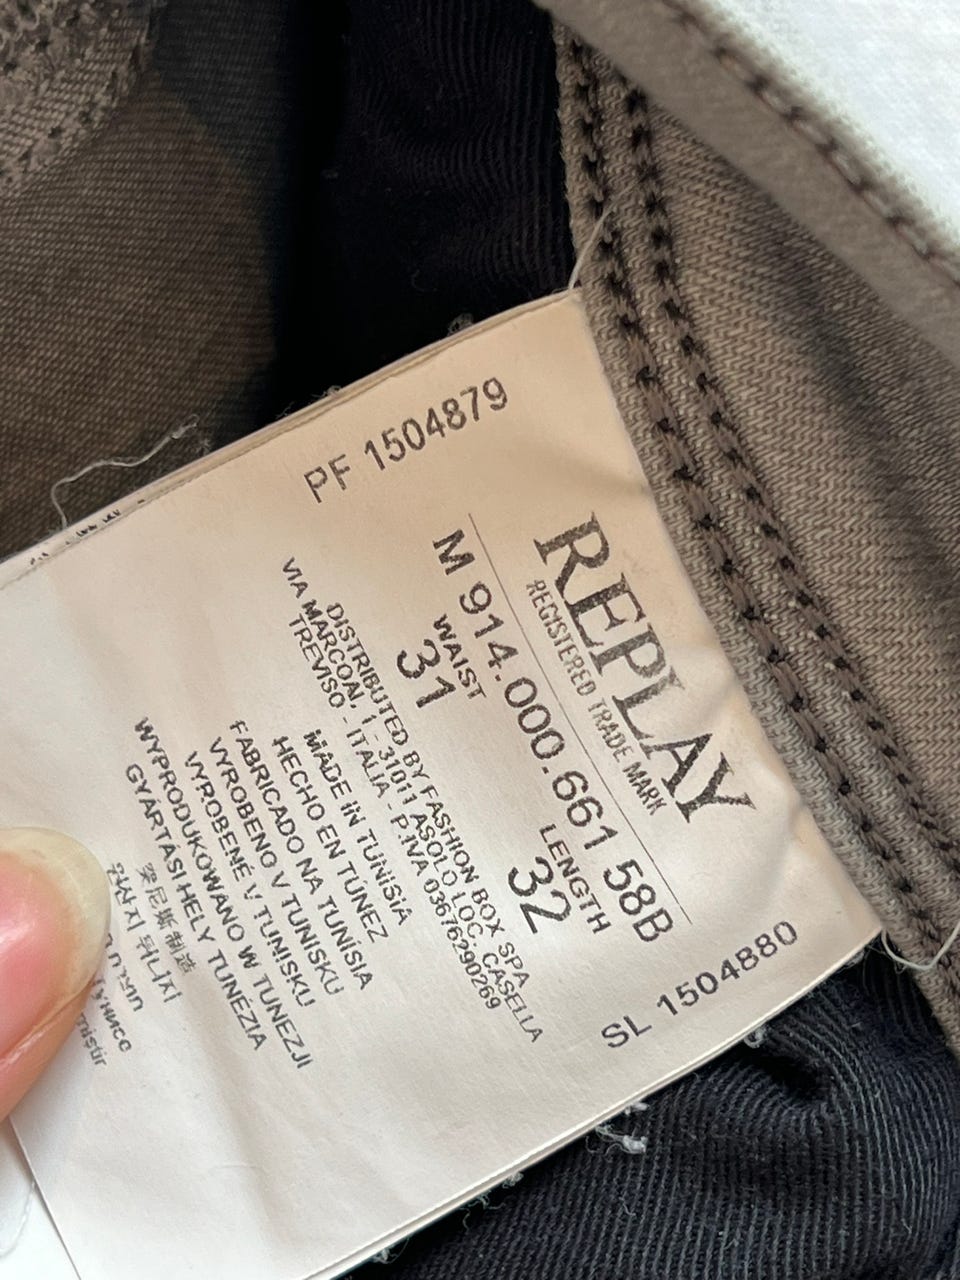 PF 1504879
REPLAY
REGISTERED TRADE MARK
M 914.000.661 58B
WAIST LENGTH
31 32
DISTRIBUTED BY FASHION BOX SPA
VIA MARCOAI, 1 - 31011 ASOLO LOC. CASELLA
TREVISO - ITALIA - P.IVA 03676290269
MADE IN TUNISIA
HECHO EN TUNEZ
FABRICADO NA TUNÍSIA
VYROBENO V TUNISKU
VYROBENÉ V TUNISKU
WYPRODUKOWANO W TUNEZJI
GYÁRTÁSI HELY TUNÉZIA
突尼斯制造
SL 1504880